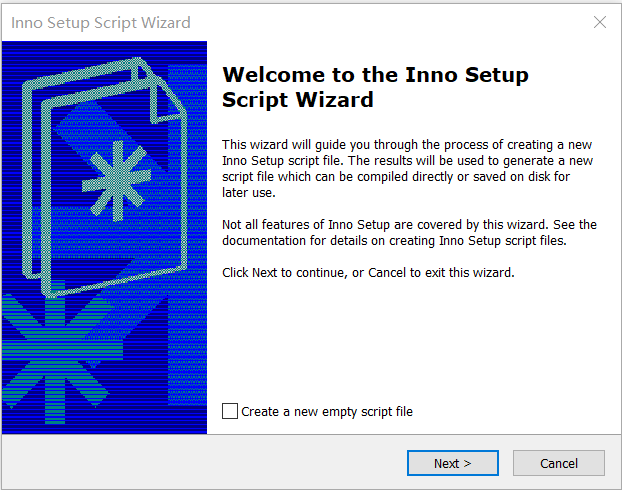 Inno Setup Script Wizard
Welcome to the Inno Setup
Script Wizard
This wizard will guide you through the process of creating a new
Inno Setup script file. The results will be used to generate a new
script file which can be compiled directly or saved on disk for
later use.
Not all features of Inno Setup are covered by this wizard. See the
documentation for details on creating Inno Setup script files.
Click Next to continue, or Cancel to exit this wizard.
Create a new empty script file
Next >
Cancel